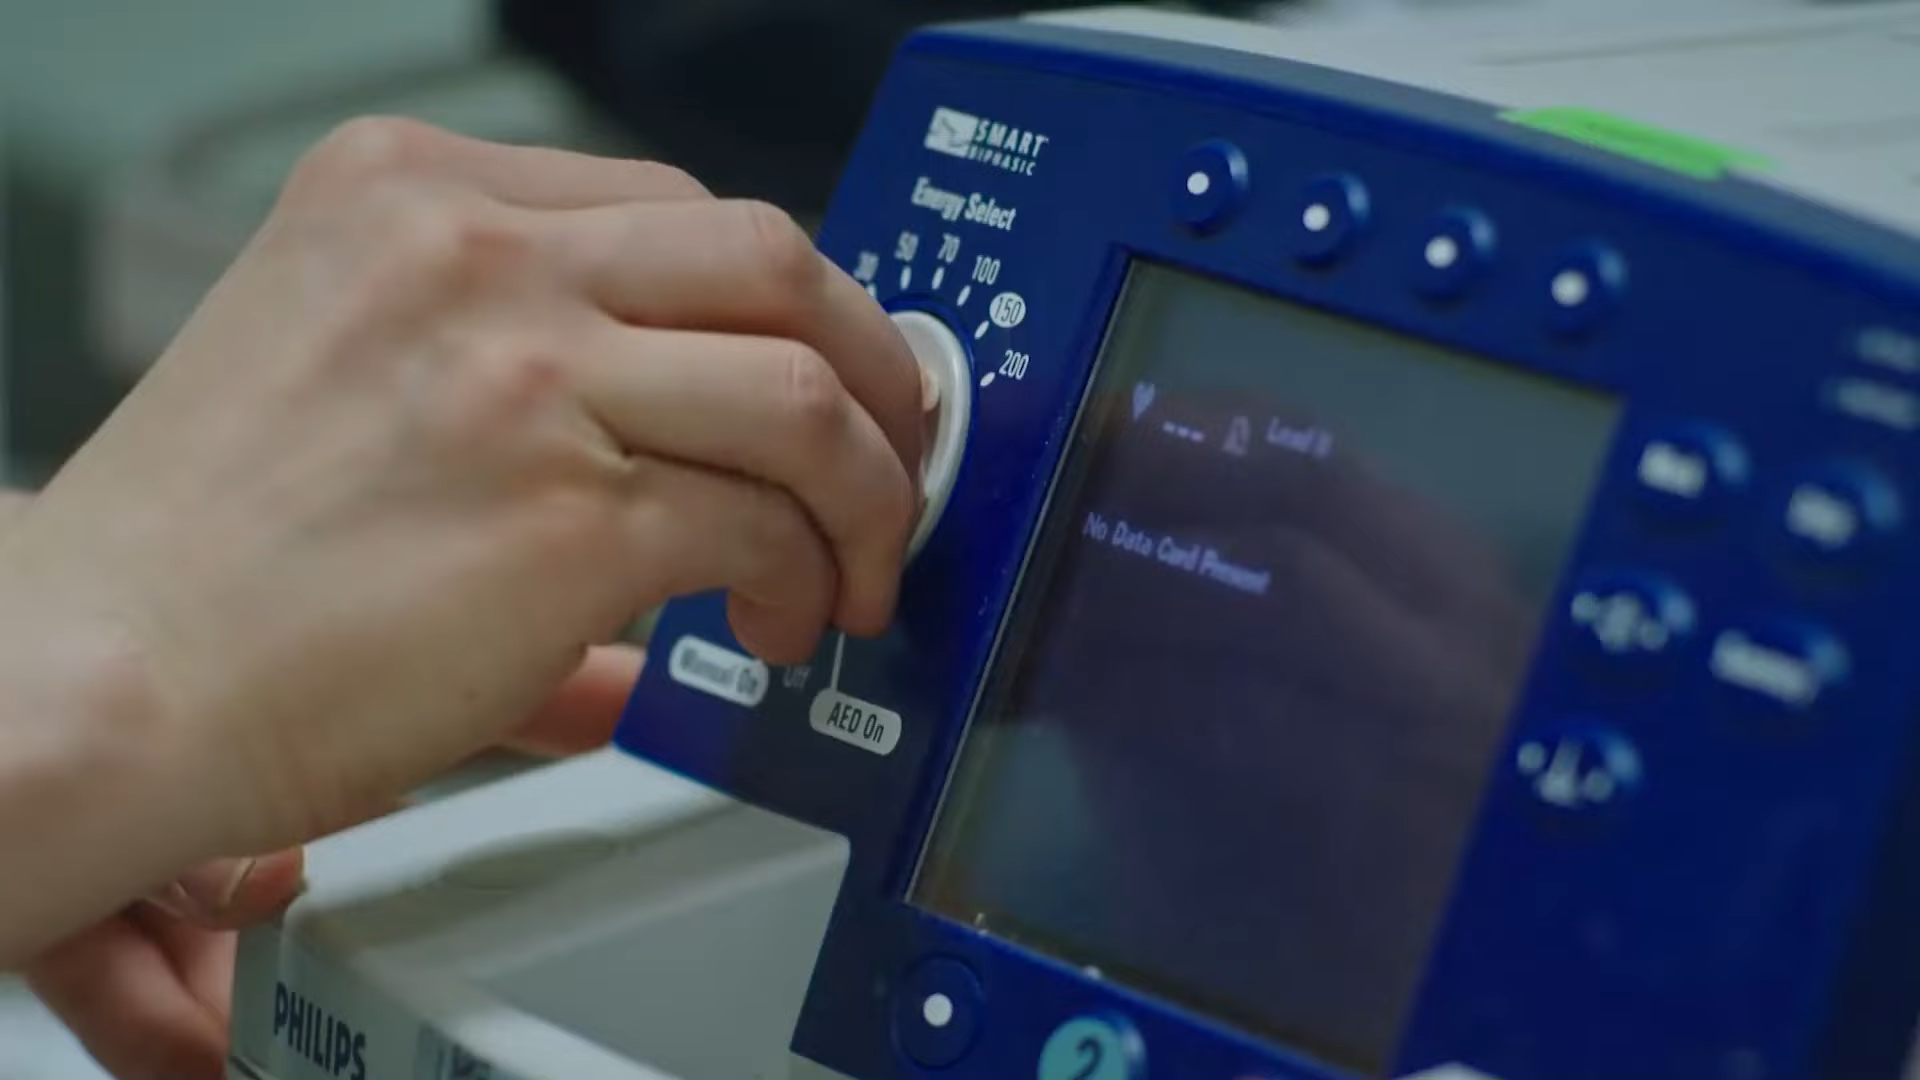 SMART
BIPHASIC
Energy Select
30
50
70
100
150
200
Lead II
No Data Card Present
Manual On
Off
AED On
PHILIPS
2